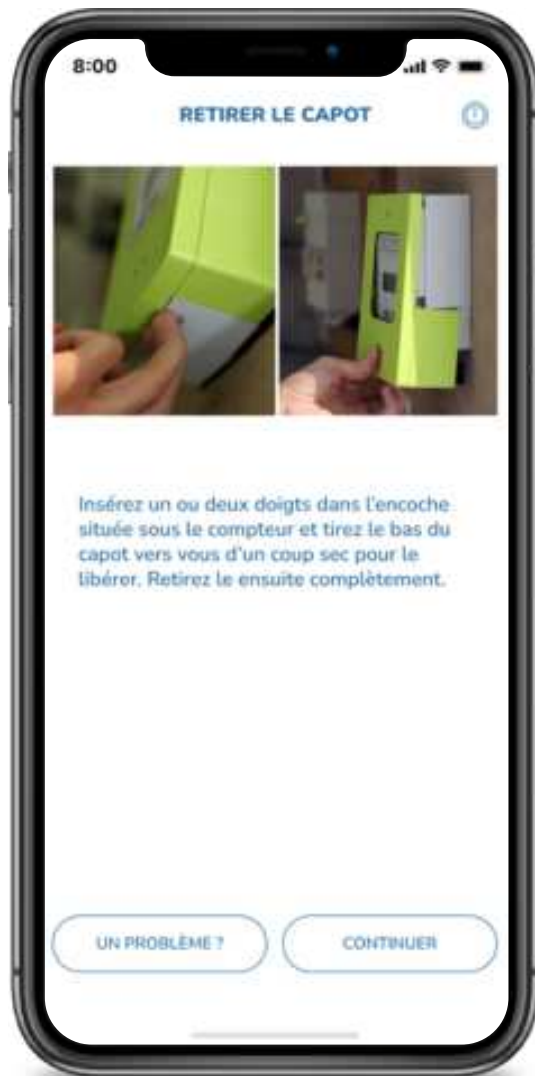 8:00
RETIRER LE CAPOT
Insérez un ou deux doigts dans l'encoche
située sous le compteur et tirez le bas du
capot vers vous d'un coup sec pour le
libérer. Retirez le ensuite complètement.
UN PROBLÈME ?
CONTINUER